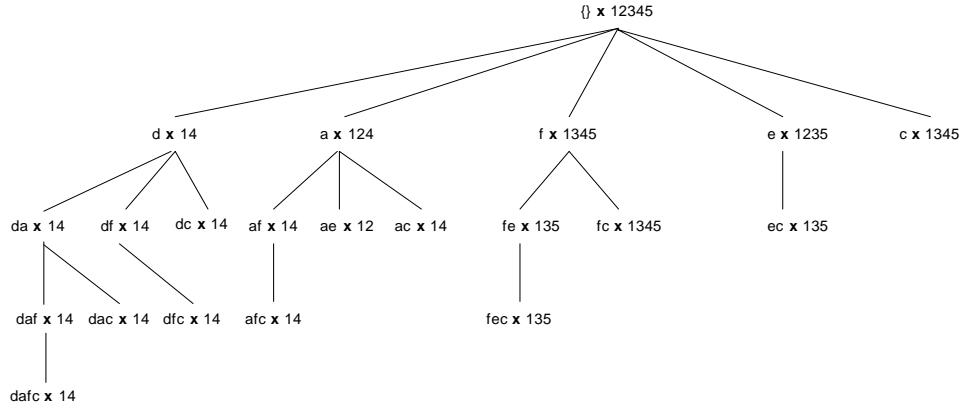 {} x 12345
d x 14 a x 124 f x 1345 e x 1235 c x 1345
da x 14 df x 14 dc x 14 af x 14 ae x 12 ac x 14 fe x 135 fc x 1345 ec x 135
daf x 14 dac x 14 dfc x 14 afc x 14 fec x 135
dafc x 14